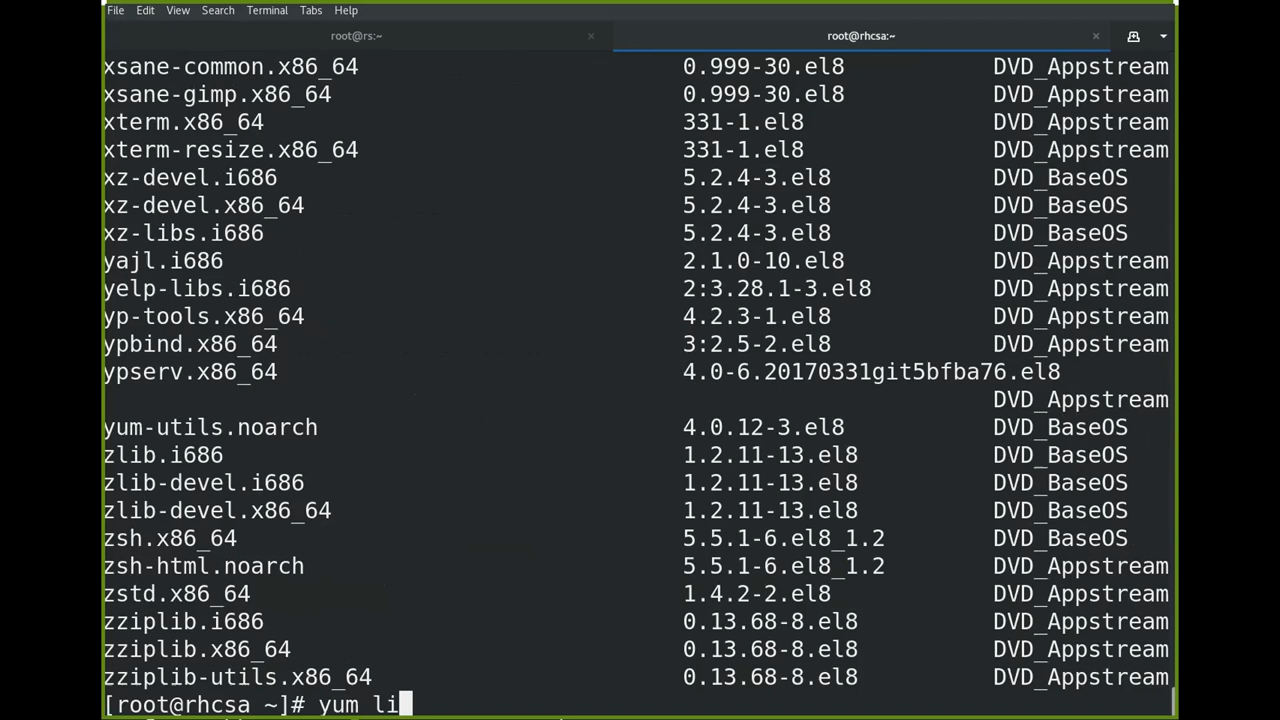 File Edit View Search Terminal Tabs Help
root@rs:~ × root@rhcsa:~ ×
xsane-common.x86_64 0.999-30.el8 DVD_Appstream
xsane-gimp.x86_64 0.999-30.el8 DVD_Appstream
xterm.x86_64 331-1.el8 DVD_Appstream
xterm-resize.x86_64 331-1.el8 DVD_Appstream
xz-devel.i686 5.2.4-3.el8 DVD_BaseOS
xz-devel.x86_64 5.2.4-3.el8 DVD_BaseOS
xz-libs.i686 5.2.4-3.el8 DVD_BaseOS
yajl.i686 2.1.0-10.el8 DVD_Appstream
yelp-libs.i686 2:3.28.1-3.el8 DVD_Appstream
yp-tools.x86_64 4.2.3-1.el8 DVD_Appstream
ypbind.x86_64 3:2.5-2.el8 DVD_Appstream
ypserv.x86_64 4.0-6.20170331git5bfba76.el8
DVD_Appstream
yum-utils.noarch 4.0.12-3.el8 DVD_BaseOS
zlib.i686 1.2.11-13.el8 DVD_BaseOS
zlib-devel.i686 1.2.11-13.el8 DVD_BaseOS
zlib-devel.x86_64 1.2.11-13.el8 DVD_BaseOS
zsh.x86_64 5.5.1-6.el8_1.2 DVD_BaseOS
zsh-html.noarch 5.5.1-6.el8_1.2 DVD_Appstream
zstd.x86_64 1.4.2-2.el8 DVD_Appstream
zziplib.i686 0.13.68-8.el8 DVD_Appstream
zziplib.x86_64 0.13.68-8.el8 DVD_Appstream
zziplib-utils.x86_64 0.13.68-8.el8 DVD_Appstream
[root@rhcsa ~]# yum li